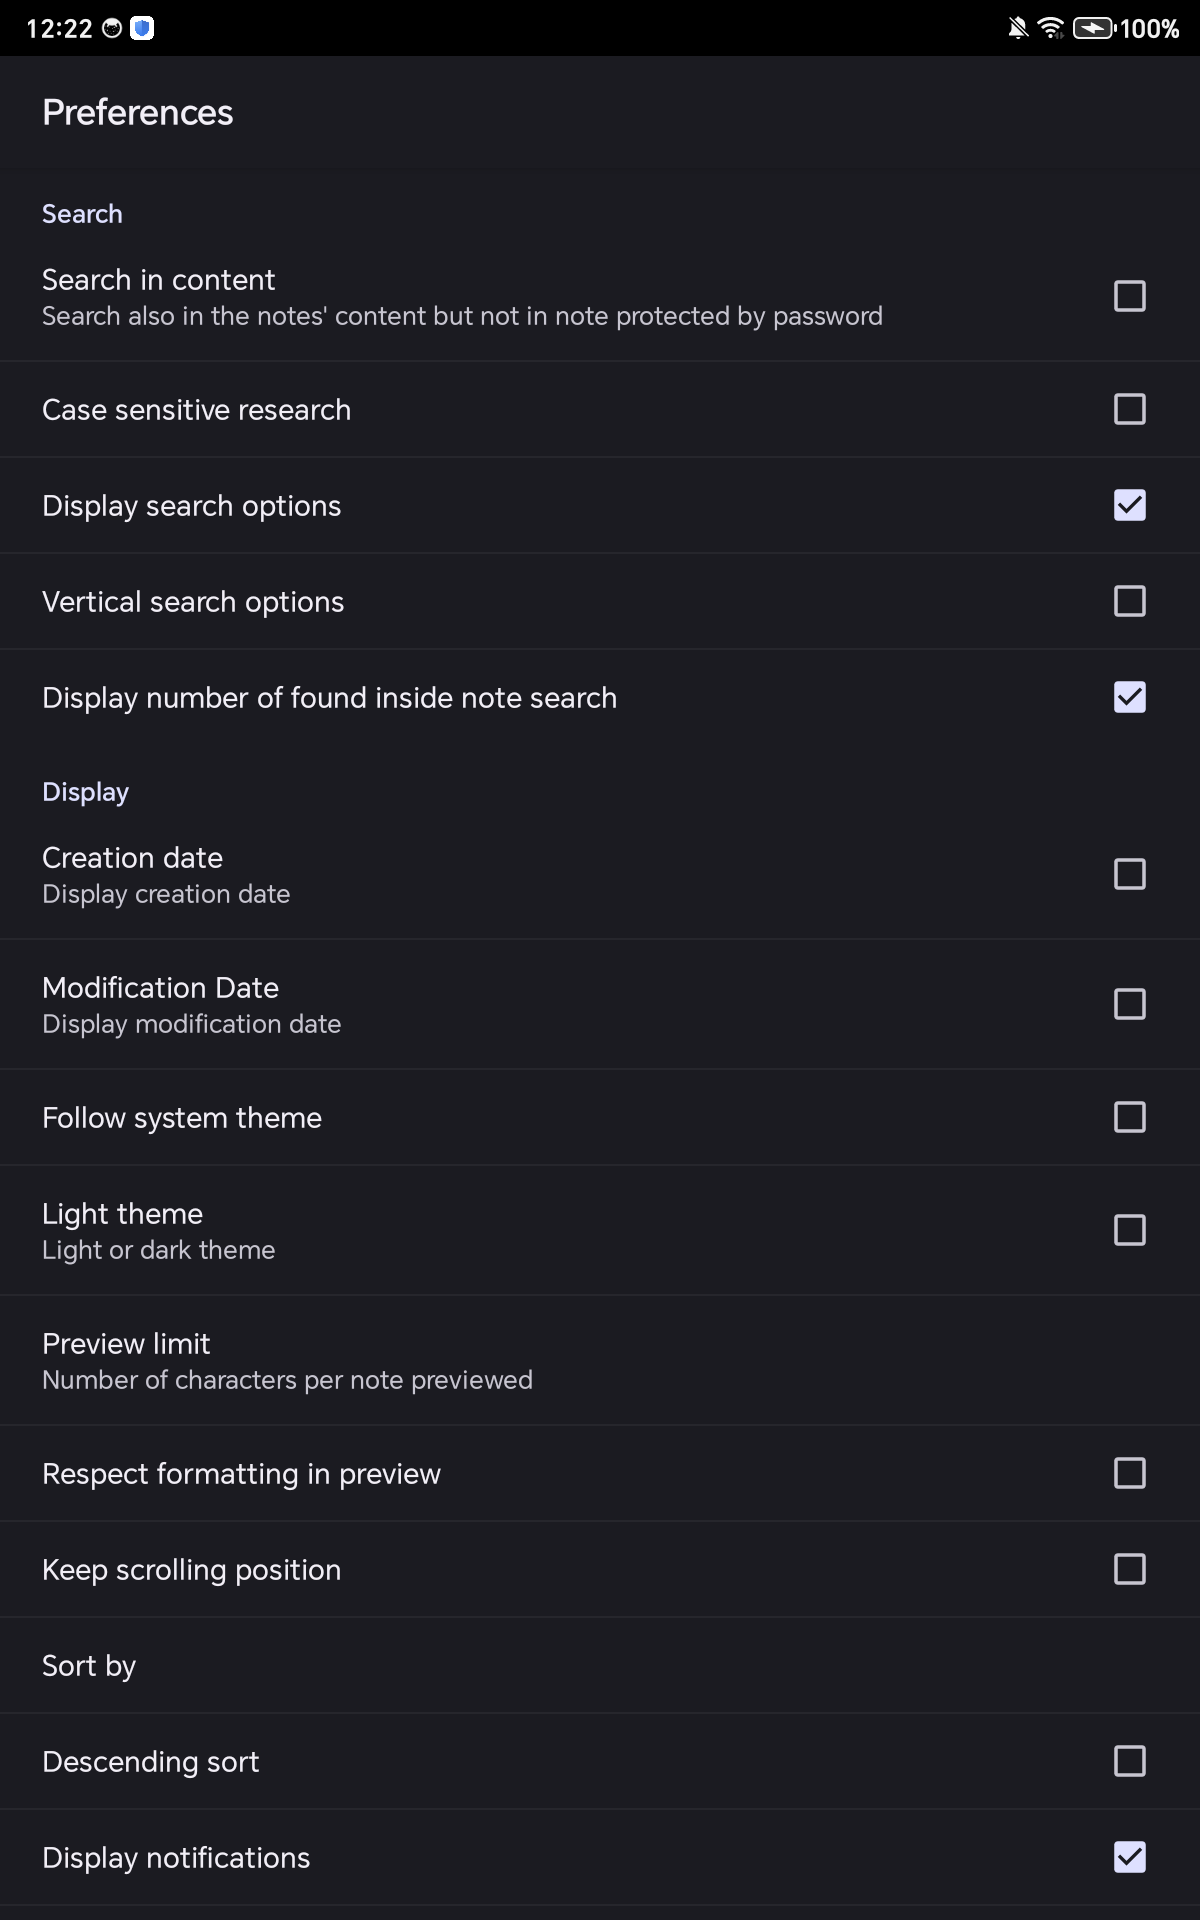 12:22
100%
Preferences
Search
Search in content
Search also in the notes' content but not in note protected by password
Case sensitive research
Display search options
Vertical search options
Display number of found inside note search
Display
Creation date
Display creation date
Modification Date
Display modification date
Follow system theme
Light theme
Light or dark theme
Preview limit
Number of characters per note previewed
Respect formatting in preview
Keep scrolling position
Sort by
Descending sort
Display notifications